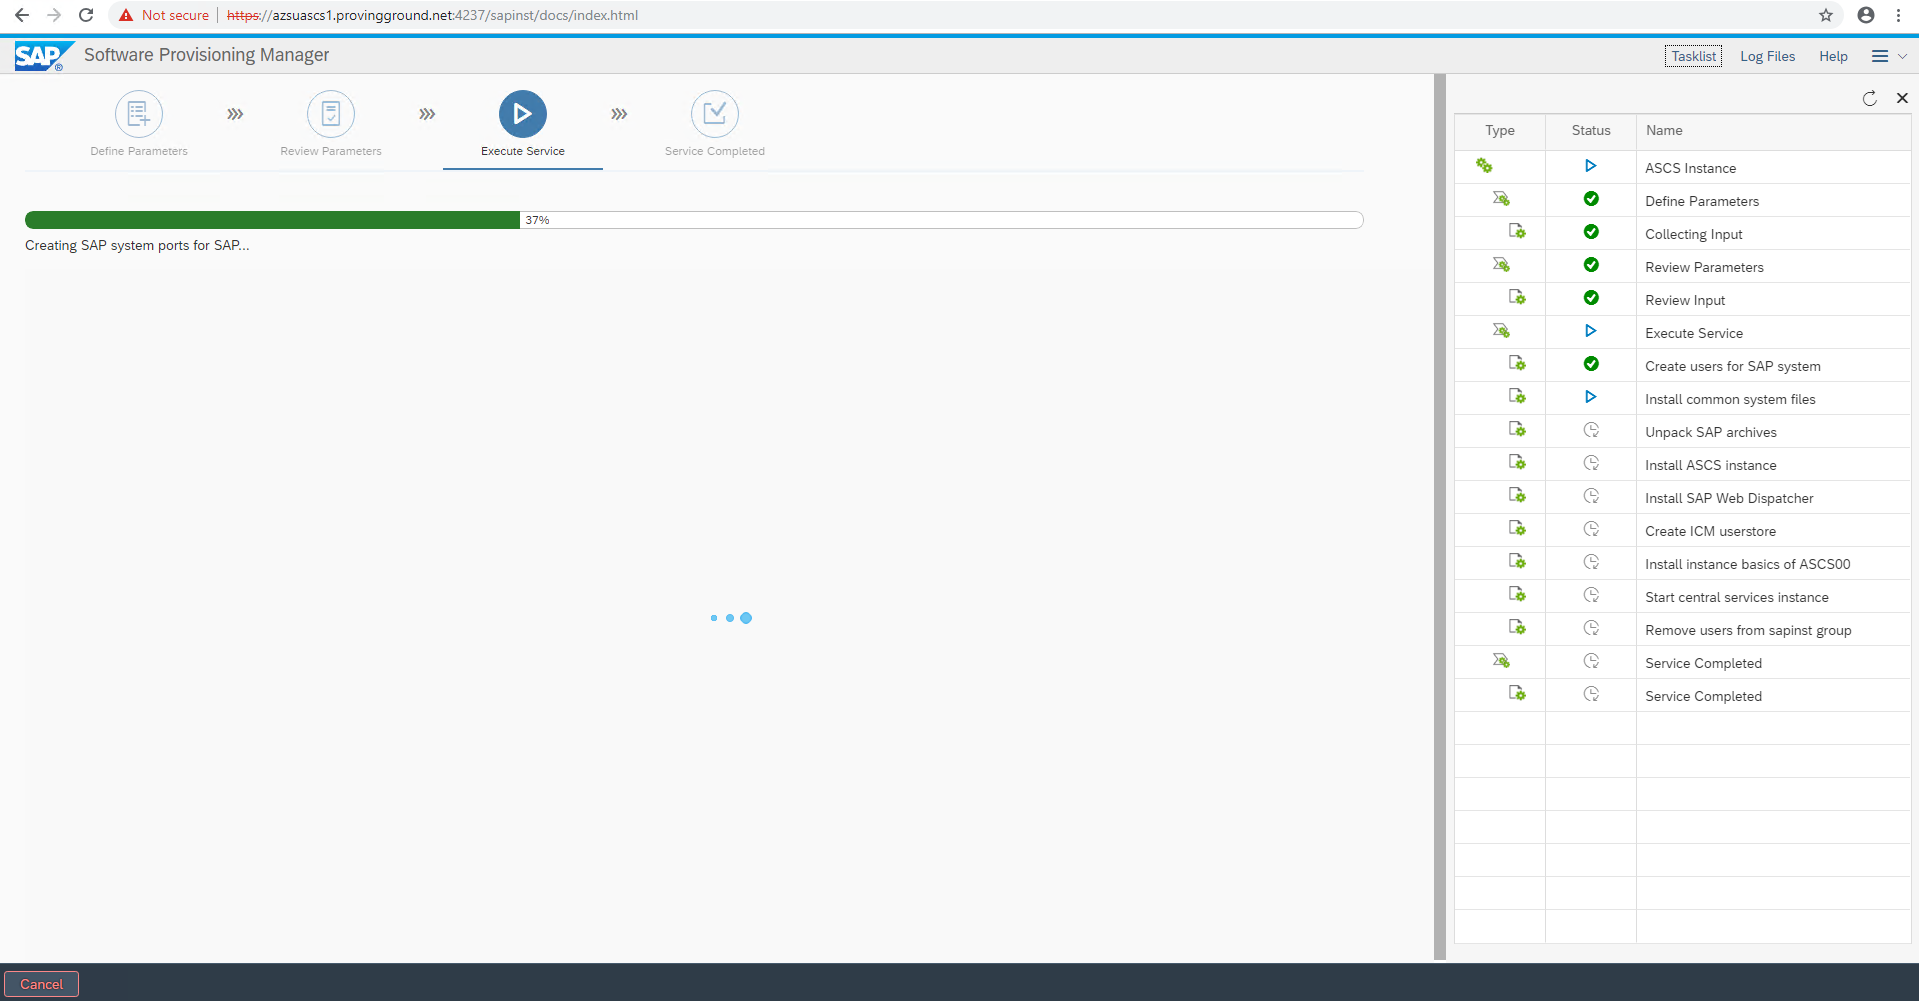 Not secure https://azsuascs1.provingground.net:4237/sapinst/docs/index.html
SAP® Software Provisioning Manager
Tasklist Log Files Help
Define Parameters
Review Parameters
Execute Service
Service Completed
37%
Creating SAP system ports for SAP...
Type Status Name
ASCS Instance
Define Parameters
Collecting Input
Review Parameters
Review Input
Execute Service
Create users for SAP system
Install common system files
Unpack SAP archives
Install ASCS instance
Install SAP Web Dispatcher
Create ICM userstore
Install instance basics of ASCS00
Start central services instance
Remove users from sapinst group
Service Completed
Service Completed
Cancel